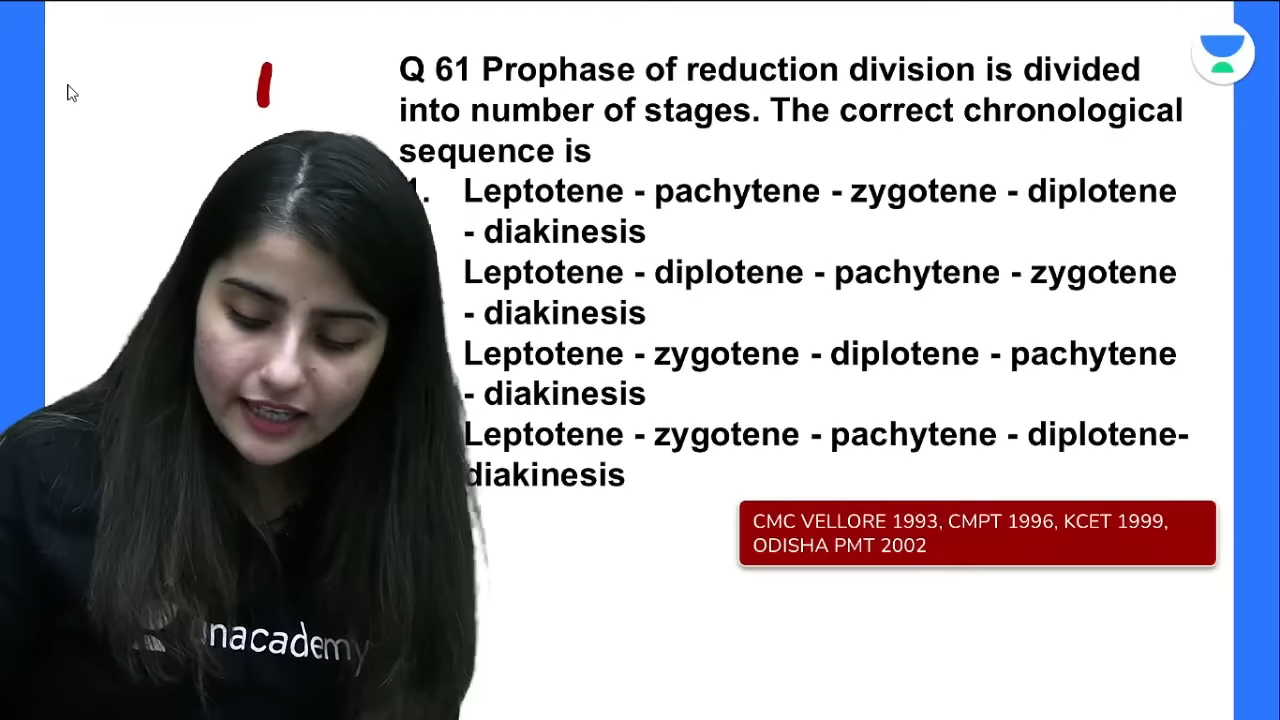 Q 61 Prophase of reduction division is divided
into number of stages. The correct chronological
sequence is
Leptotene - pachytene - zygotene - diplotene
- diakinesis
Leptotene - diplotene - pachytene - zygotene
- diakinesis
Leptotene - zygotene - diplotene - pachytene
- diakinesis
Leptotene - zygotene - pachytene - diplotene-
diakinesis
CMC VELLORE 1993, CMPT 1996, KCET 1999,
ODISHA PMT 2002
unacademy